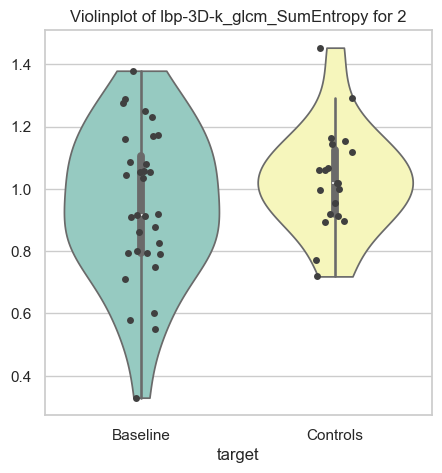 Violinplot of lbp-3D-k_glcm_SumEntropy for 2
1.4
1.2
1.0
0.8
0.6
0.4
Baseline
Controls
target